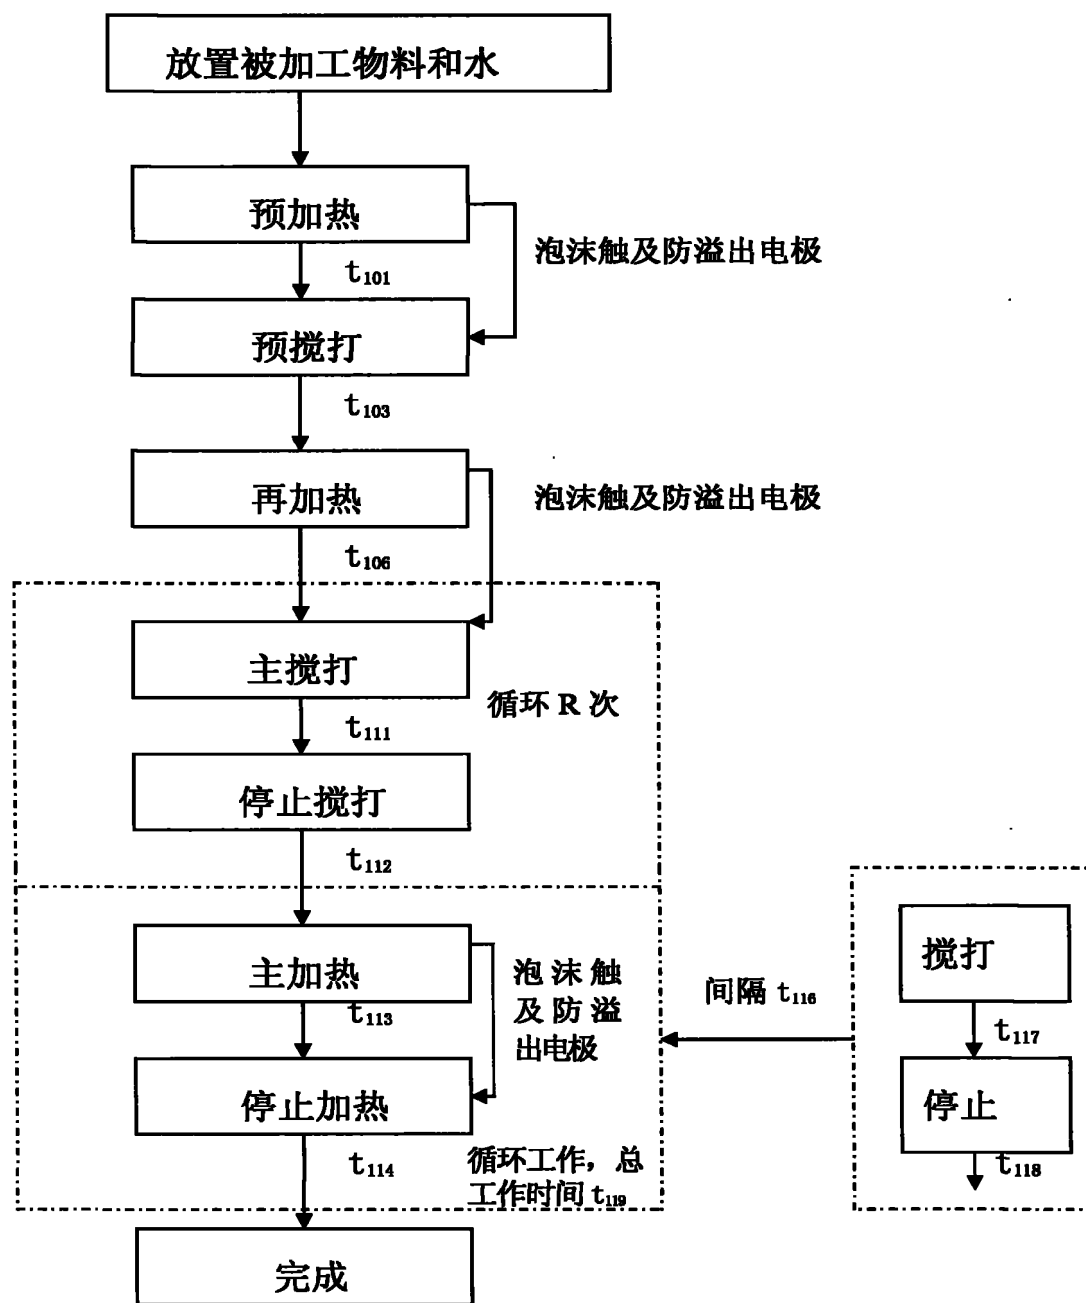 放置被加工物料和水
预加热
泡沫触及防溢出电极
t101
预搅打
t103
再加热
泡沫触及防溢出电极
t106
主搅打
循环 R 次
t111
停止搅打
t112
主加热
泡沫触
及防溢
出电极
t113
停止加热
t114
循环工作，总
工作时间 t119
间隔 t116
搅打
t117
停止
t118
完成